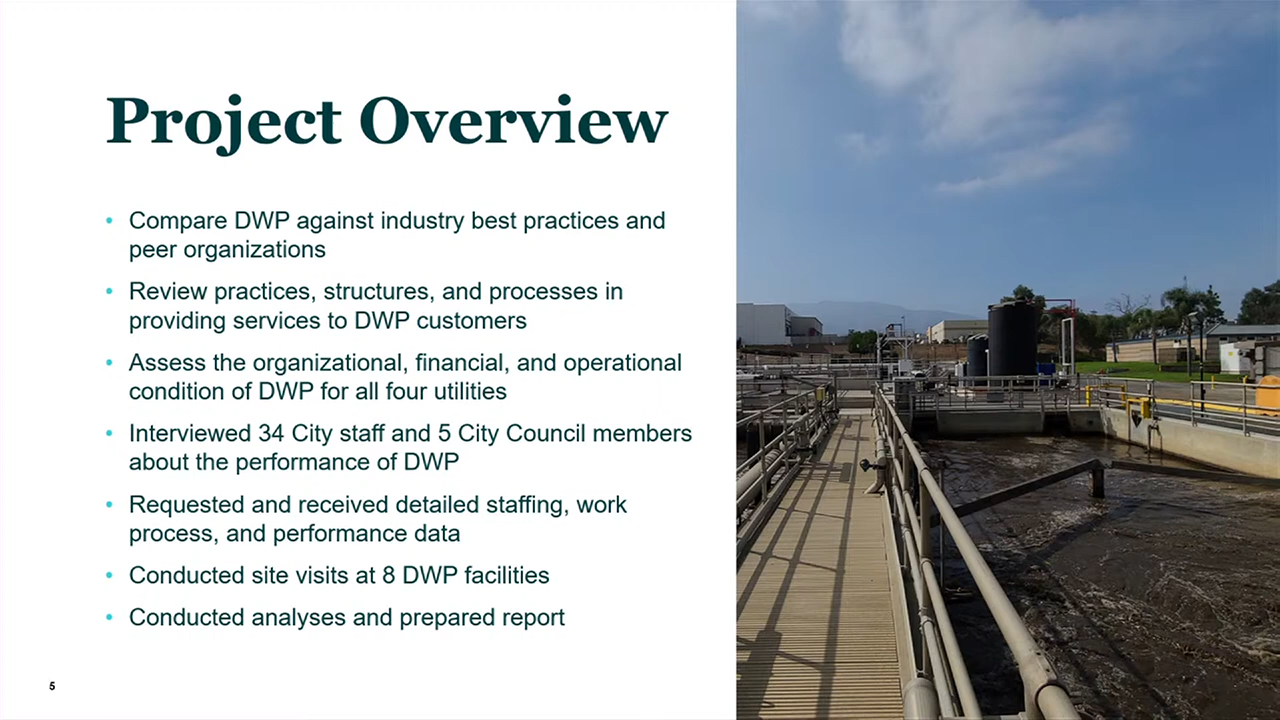 Project Overview
• Compare DWP against industry best practices and
peer organizations
• Review practices, structures, and processes in
providing services to DWP customers
• Assess the organizational, financial, and operational
condition of DWP for all four utilities
• Interviewed 34 City staff and 5 City Council members
about the performance of DWP
• Requested and received detailed staffing, work
process, and performance data
• Conducted site visits at 8 DWP facilities
• Conducted analyses and prepared report
5